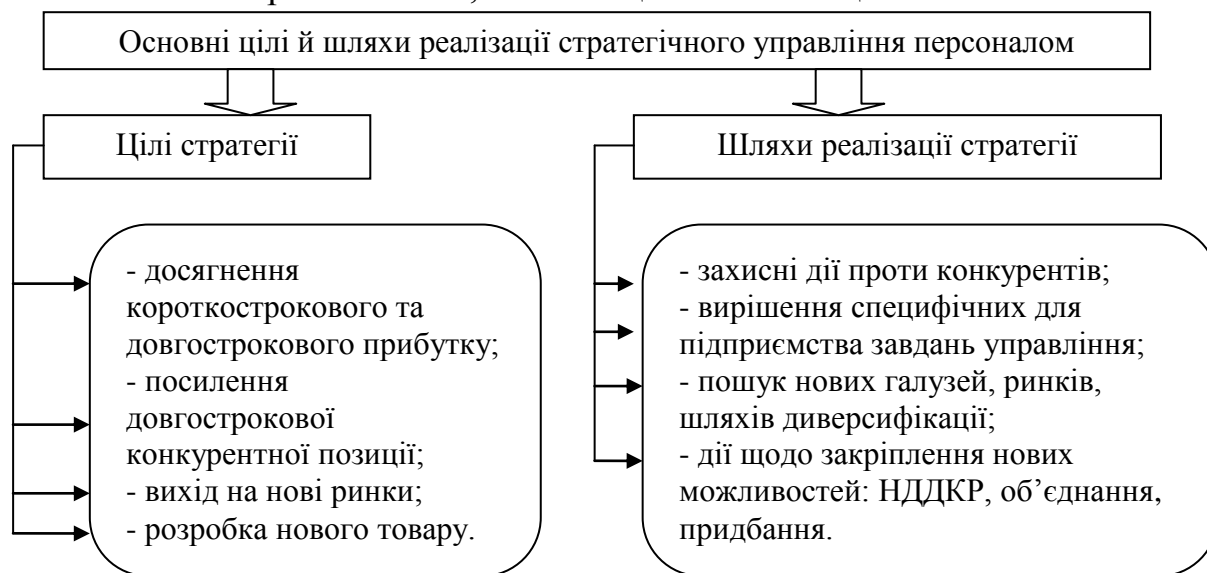 Основні цілі й шляхи реалізації стратегічного управління персоналом
Цілі стратегії
Шляхи реалізації стратегії
- досягнення
короткострокового та
довгострокового прибутку;
- посилення
довгострокової
конкурентної позиції;
- вихід на нові ринки;
- розробка нового товару.
- захисні дії проти конкурентів;
- вирішення специфічних для
підприємства завдань управління;
- пошук нових галузей, ринків,
шляхів диверсифікації;
- дії щодо закріплення нових
можливостей: НДДКР, об’єднання,
придбання.